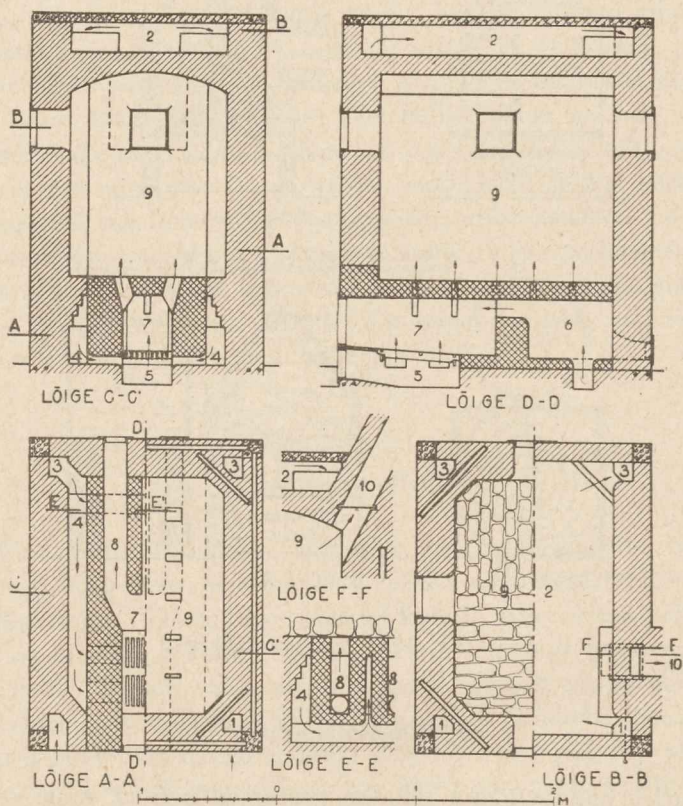 2 B
B
9
A
A
7
4 4
5
LÕIGE C-C'
2
9
7 6
5
LÕIGE D-D
D
3 3
E E'
4
8
C.
7 9
C'
1 1
D
LÕIGE A-A
2
10
9
LÕIGE F-F
4 8 8
LÕIGE E-E
3
9 2
F F
10
1 1
LÕIGE B-B
1 0 1 2 M